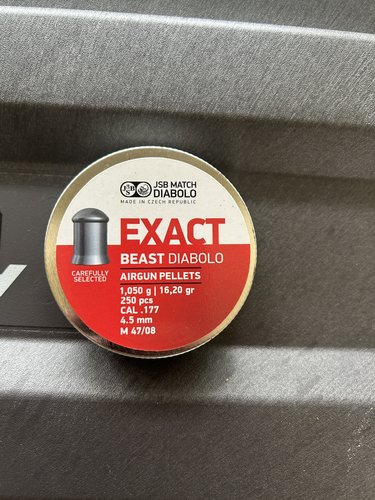 JSB
JSB MATCH
DIABOLO
MADE IN CZECH REPUBLIC
EXACT
BEAST DIABOLO
CAREFULLY
SELECTED
AIRGUN PELLETS
1,050 g | 16,20 gr
250 pcs
CAL .177
4.5 mm
M 47/08